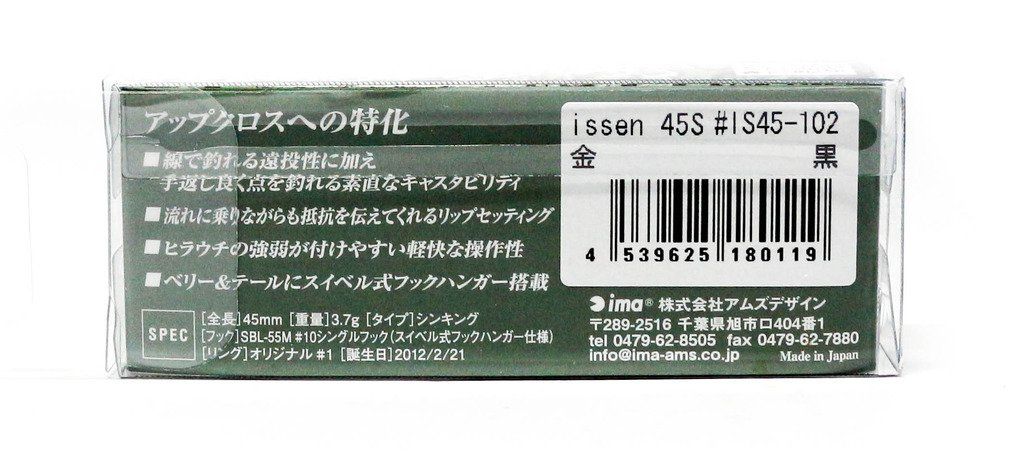 アップクロスへの特化
■線で釣れる遠投性に加え
手返し良く点を釣れる素直なキャスタビリティ
■流れに乗りながらも抵抗を伝えてくれるリップセッティング
■ヒラウチの強弱が付けやすい軽快な操作性
■ベリー&テールにスイベル式フックハンガー搭載
SPEC
[全長]45mm [重量]3.7g [タイプ]シンキング
[フック]SBL-55M #10シングルフック(スイベル式フックハンガー仕様)
[リング]オリジナル #1 [誕生日]2012/2/21
issen 45S #IS45-102
金 黒
4 539625 180119
ima® 株式会社アムズデザイン
〒289-2516 千葉県旭市ロ404番1
tel 0479-62-8505 fax 0479-62-7880
info@ima-ams.co.jp Made in Japan